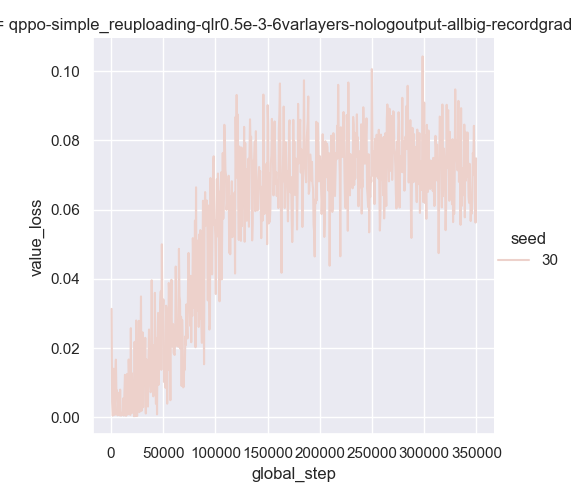 = qppo-simple_reuploading-qlr0.5e-3-6varlayers-nologoutput-allbig-recordgrad
0.10
0.08
0.06
0.04
0.02
0.00
value_loss
0 50000 100000 150000 200000 250000 300000 350000
global_step
seed
30